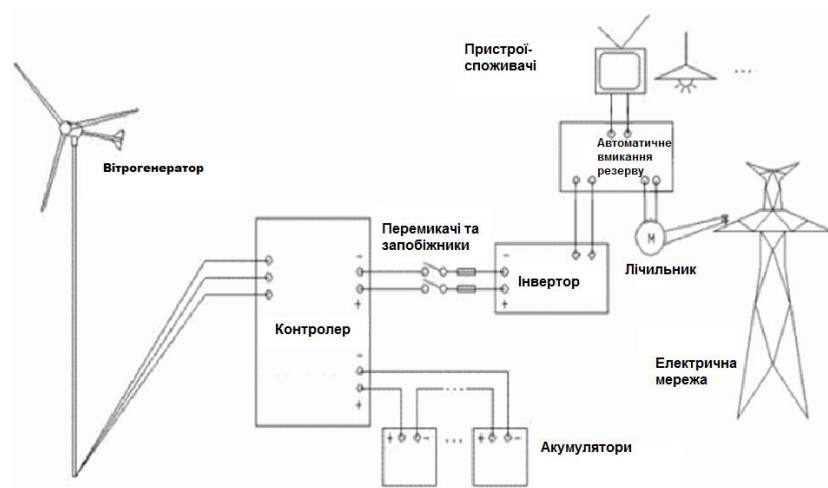 Пристрої-
споживачі
...
Автоматичне
вмикання
резерву
Вітрогенератор
Перемикачі та
запобіжники
М
Лічильник
- -
Інвертор
+ +
Контролер
-
+
Електрична
мережа
+ - ... + -
Акумулятори